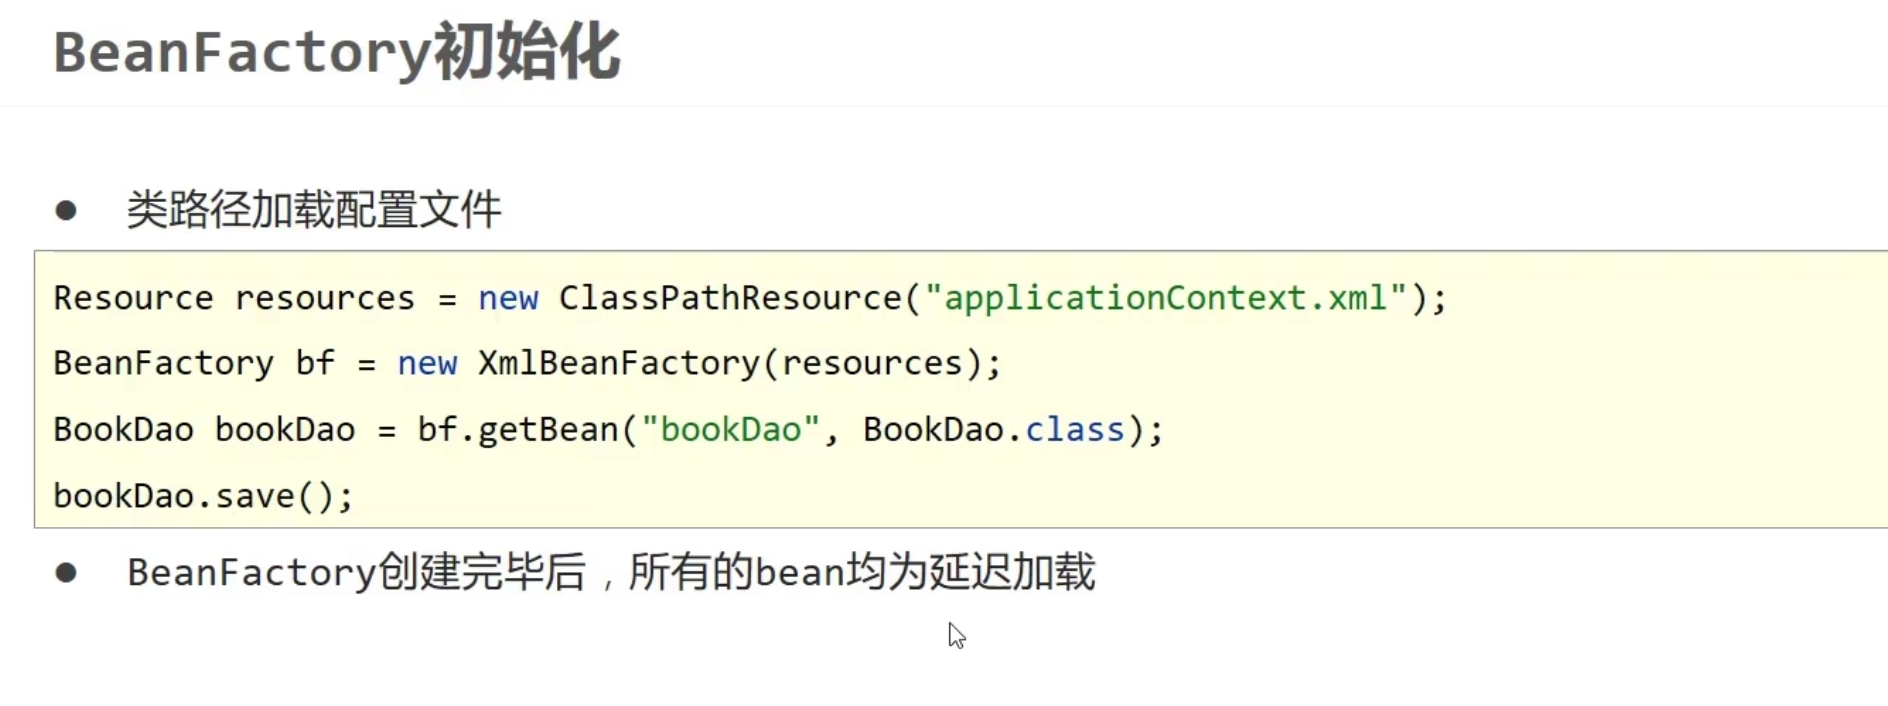 BeanFactory初始化
● 类路径加载配置文件
Resource resources = new ClassPathResource("applicationContext.xml");
BeanFactory bf = new XmlBeanFactory(resources);
BookDao bookDao = bf.getBean("bookDao", BookDao.class);
bookDao.save();
● BeanFactory创建完毕后，所有的bean均为延迟加载